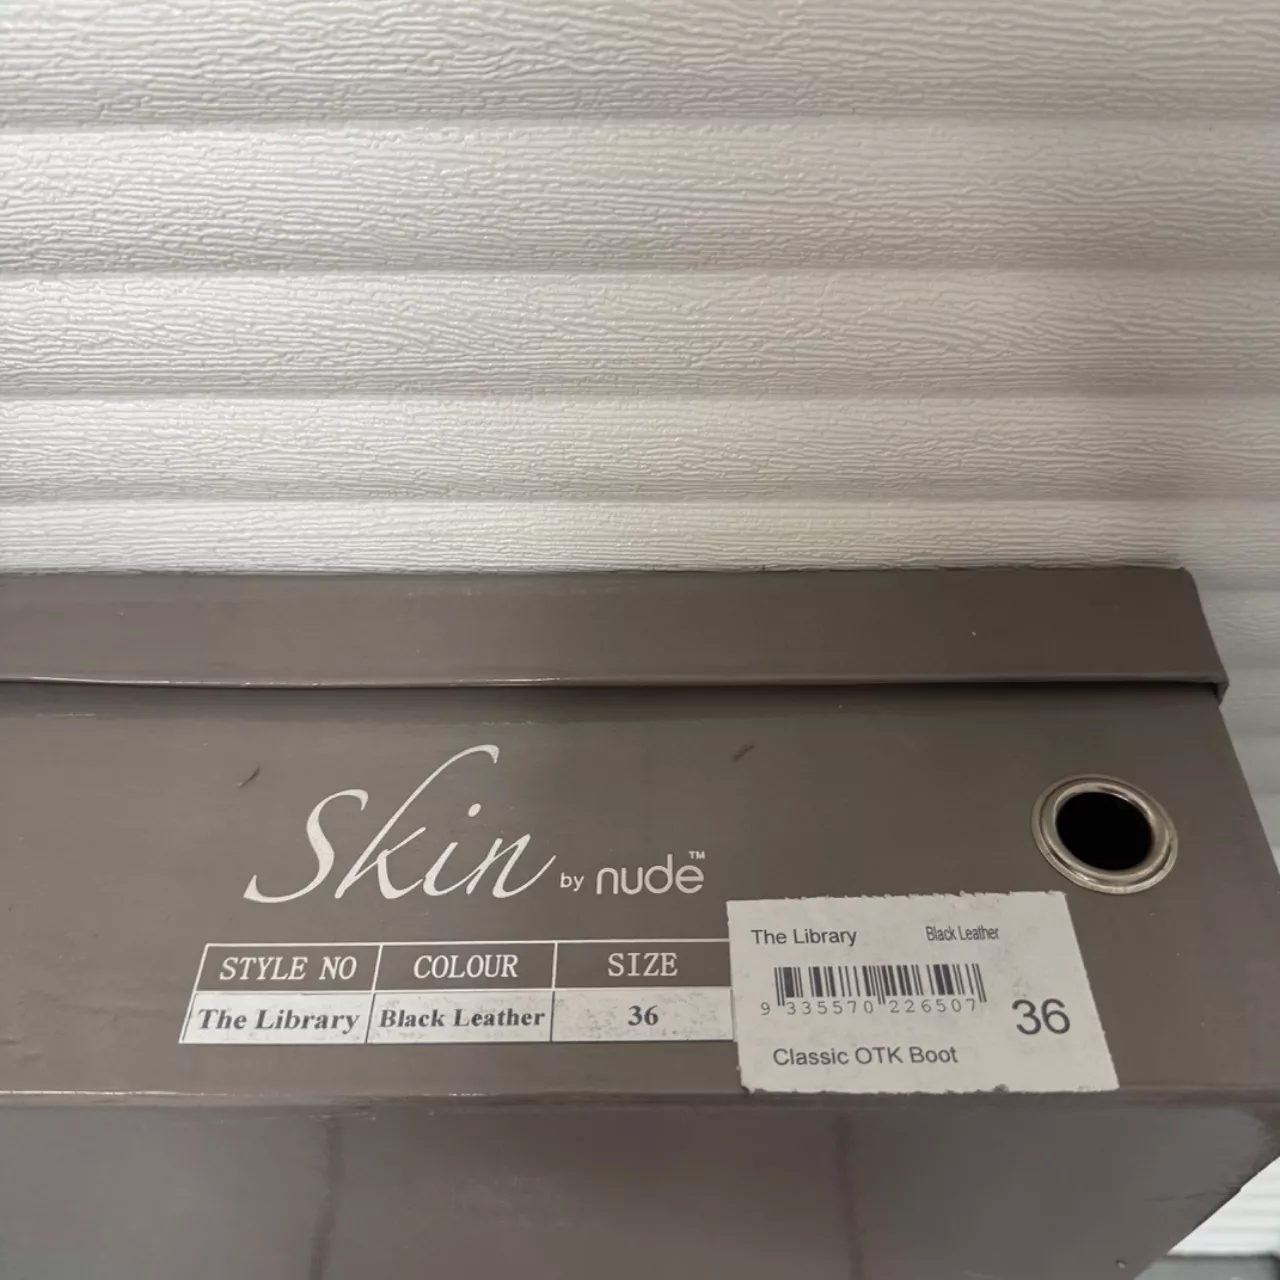 Skin by nude™
STYLE NO COLOUR SIZE
The Library Black Leather 36
The Library Black Leather
9 335570 226507
36
Classic OTK Boot